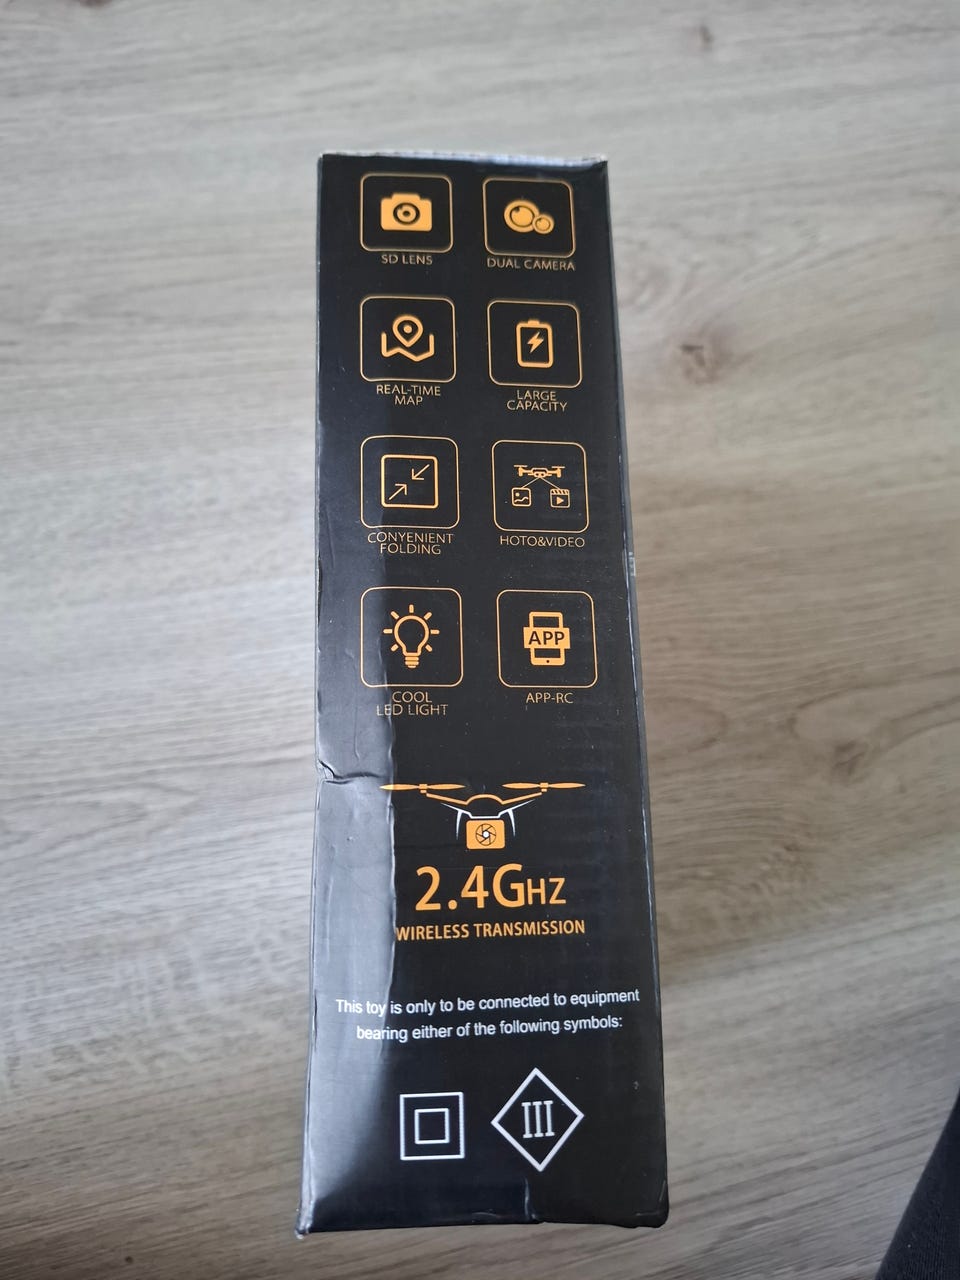 SD LENS
DUAL CAMERA
REAL-TIME
MAP
LARGE
CAPACITY
CONYENIENT
FOLDING
HOTO&VIDEO
COOL
LED LIGHT
APP
APP-RC
2.4GHZ
WIRELESS TRANSMISSION
This toy is only to be connected to equipment
bearing either of the following symbols:
III